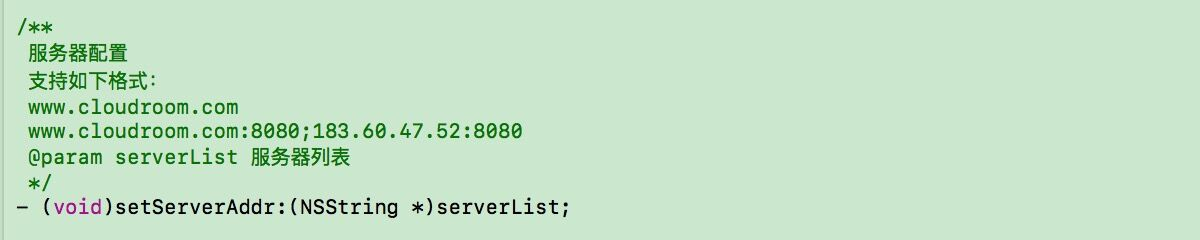 /**
服务器配置
支持如下格式：
www.cloudroom.com
www.cloudroom.com:8080;183.60.47.52:8080
@param serverList 服务器列表
*/
- (void)setServerAddr:(NSString *)serverList;